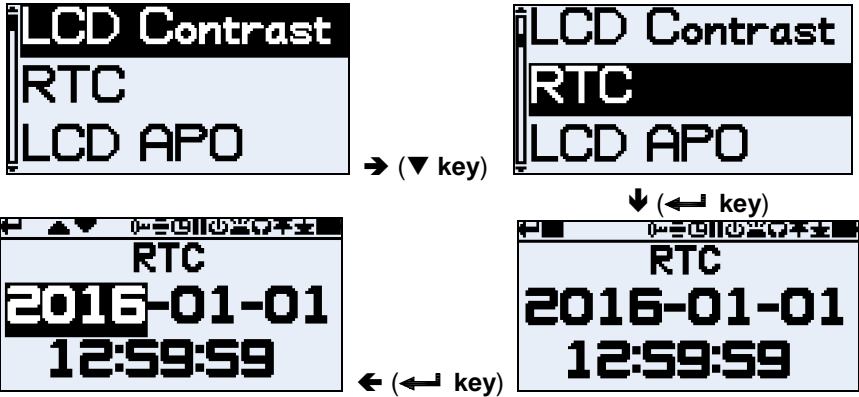 LCD Contrast
RTC
LCD APO
➔ (▼ key)
LCD Contrast
RTC
LCD APO
🡻 (↵ key)
RTC
2016-01-01
12:59:59
🡸 (↵ key)
RTC
2016-01-01
12:59:59